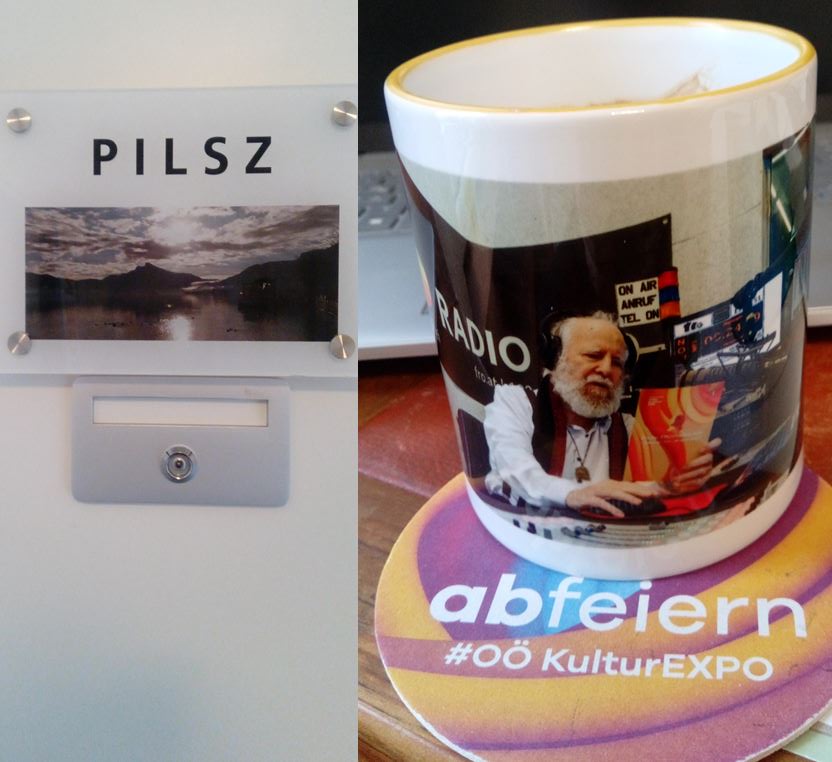 PILSZ
ON AIR
ANRUF
TEL ON
RADIO
abfeiern
#OÖ KulturEXPO